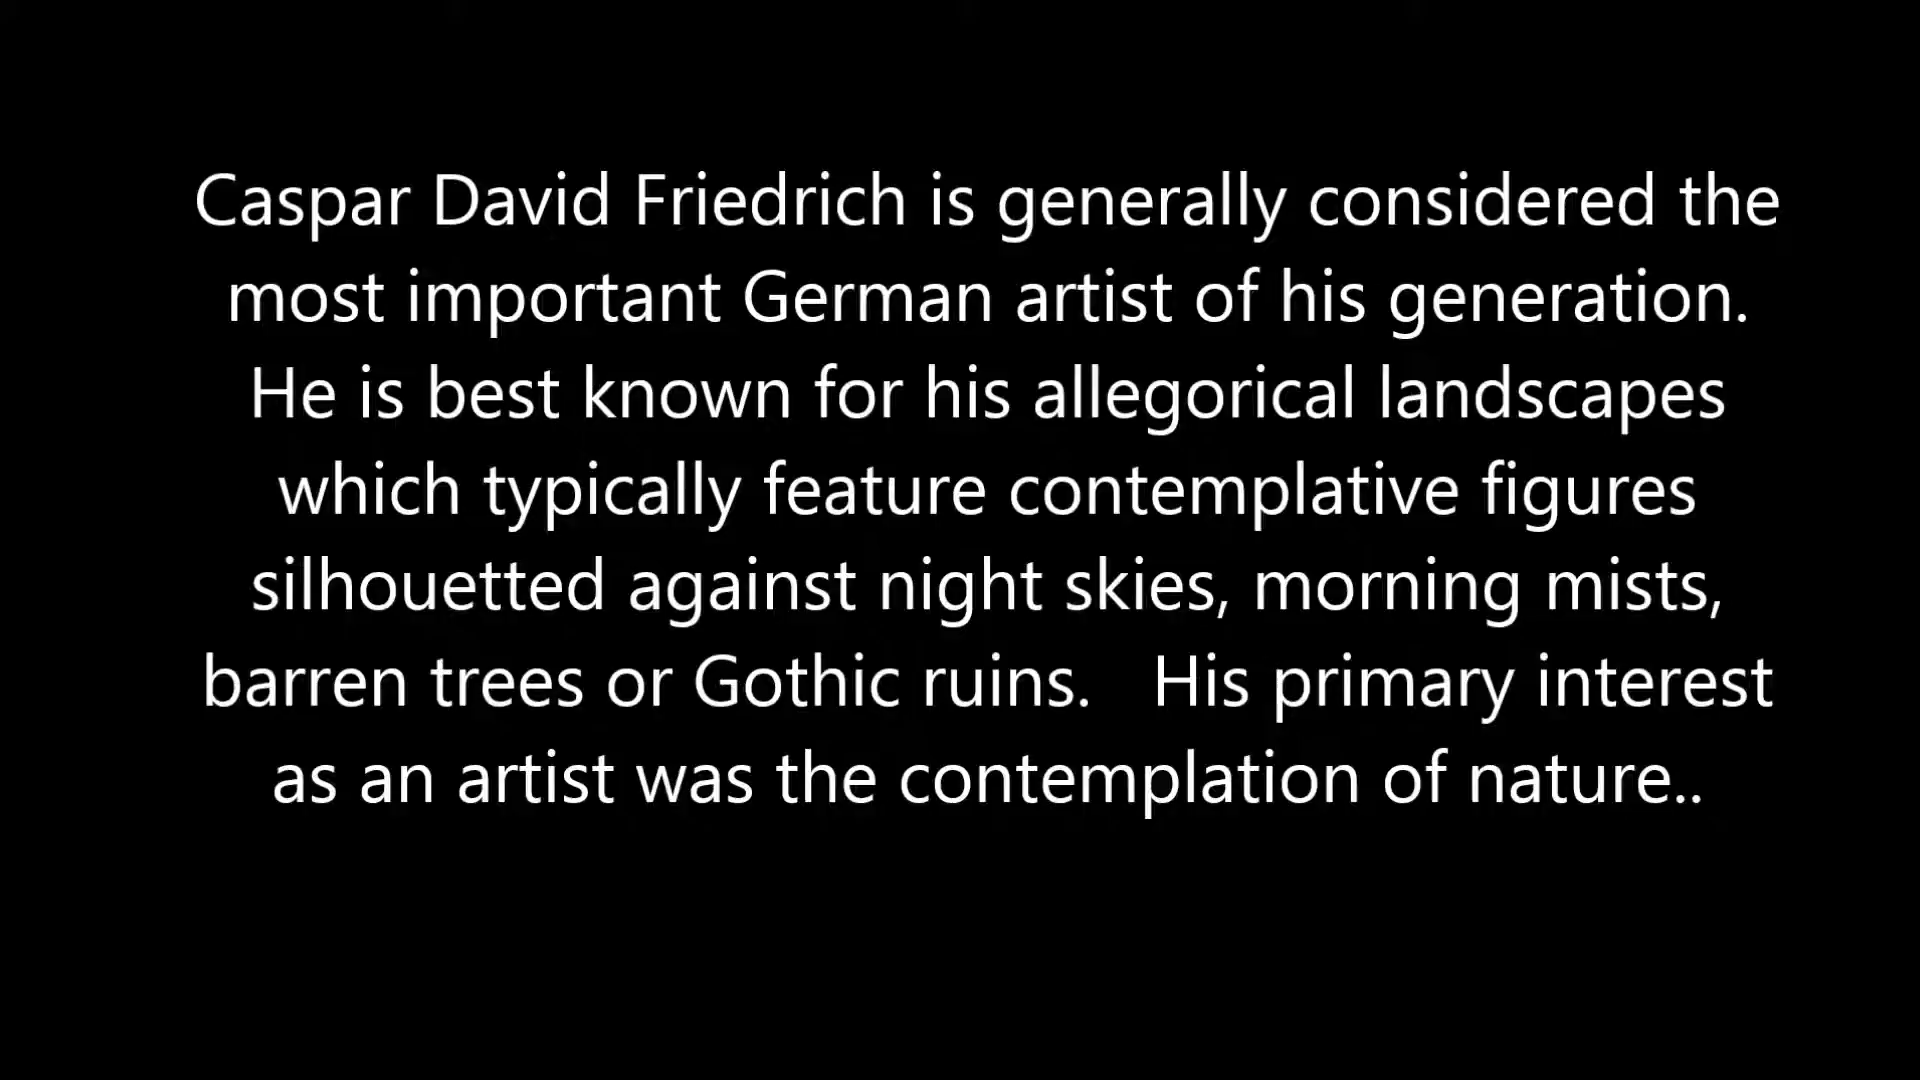 Caspar David Friedrich is generally considered the
most important German artist of his generation.
He is best known for his allegorical landscapes
which typically feature contemplative figures
silhouetted against night skies, morning mists,
barren trees or Gothic ruins.   His primary interest
as an artist was the contemplation of nature..